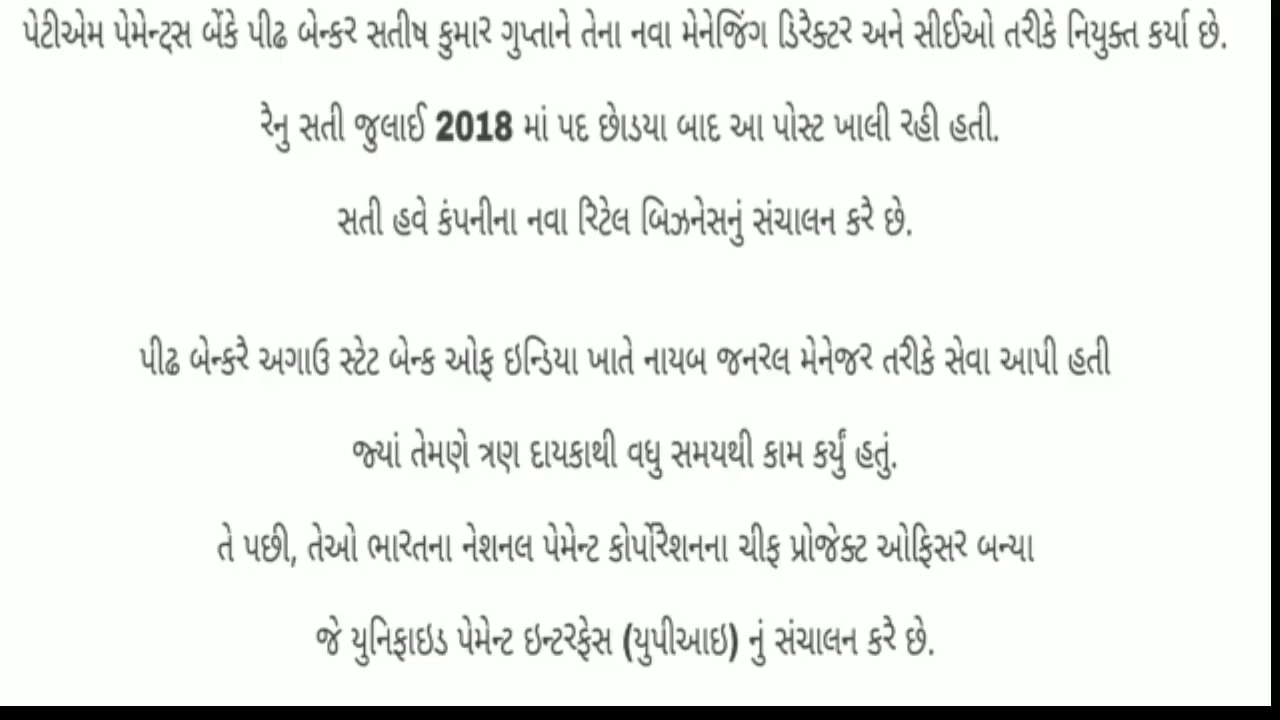 પેટીએમ પેમેન્ટ્સ બેંકે પીઢ બેન્કર સતીષ કુમાર ગુપ્તાને તેના નવા મેનેજિંગ ડિરેક્ટર અને સીઈઓ તરીકે નિયુક્ત કર્યા છે.
રેનુ સતી જુલાઈ 2018 માં પદ છેાડયા બાદ આ પોસ્ટ ખાલી રહી હતી.
સતી હવે કંપનીના નવા રિટેલ બિઝનેસનું સંચાલન કરે છે.
પીઢ બેન્કરે અગાઉ સ્ટેટ બેન્ક ઓફ ઇન્ડિયા ખાતે નાયબ જનરલ મેનેજર તરીકે સેવા આપી હતી
જ્યાં તેમણે ત્રણ દાયકાથી વધુ સમયથી કામ કર્યું હતું.
તે પછી, તેઓ ભારતના નેશનલ પેમેન્ટ કોર્પોરેશનના ચીફ પ્રોજેક્ટ ઓફિસર બન્યા
જે યુનિફાઇડ પેમેન્ટ ઇન્ટરફેસ (યુપીઆઇ) નું સંચાલન કરે છે.